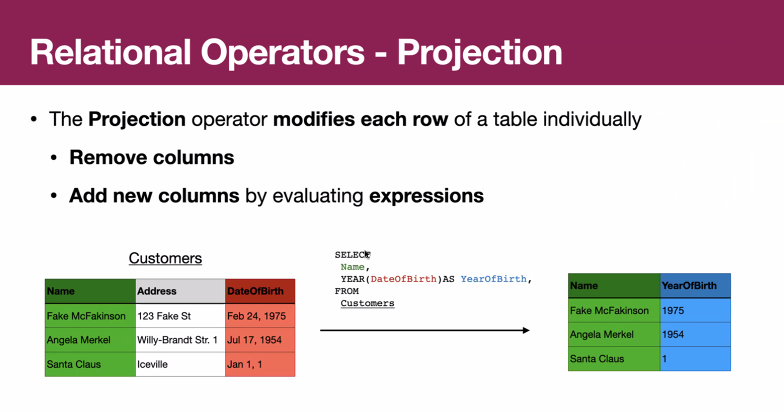 Relational Operators - Projection
• The Projection operator modifies each row of a table individually
• Remove columns
• Add new columns by evaluating expressions
Customers
Name Address DateOfBirth
Fake McFakinson 123 Fake St Feb 24, 1975
Angela Merkel Willy-Brandt Str. 1 Jul 17, 1954
Santa Claus Iceville Jan 1, 1
SELECT
Name,
YEAR(DateOfBirth)AS YearOfBirth,
FROM
Customers
Name YearOfBirth
Fake McFakinson 1975
Angela Merkel 1954
Santa Claus 1